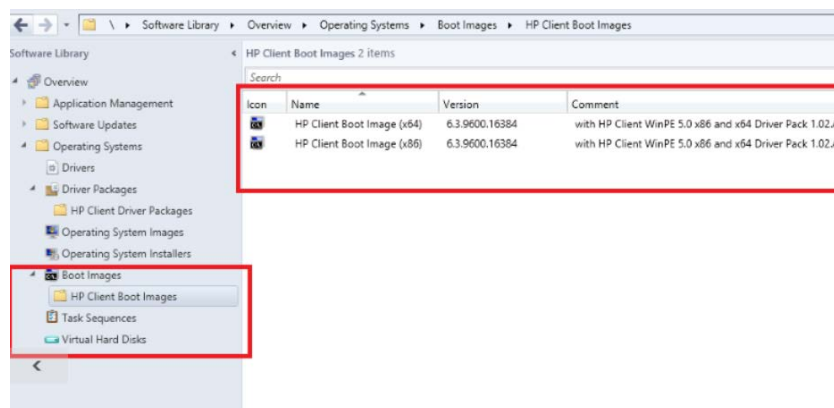 \ ▸ Software Library ▸ Overview ▸ Operating Systems ▸ Boot Images ▸ HP Client Boot Images
Software Library
HP Client Boot Images 2 items
Search
Overview
Application Management
Software Updates
Operating Systems
Drivers
Driver Packages
HP Client Driver Packages
Operating System Images
Operating System Installers
Boot Images
HP Client Boot Images
Task Sequences
Virtual Hard Disks
Icon Name Version Comment
HP Client Boot Image (x64) 6.3.9600.16384 with HP Client WinPE 5.0 x86 and x64 Driver Pack 1.02.
HP Client Boot Image (x86) 6.3.9600.16384 with HP Client WinPE 5.0 x86 and x64 Driver Pack 1.02.